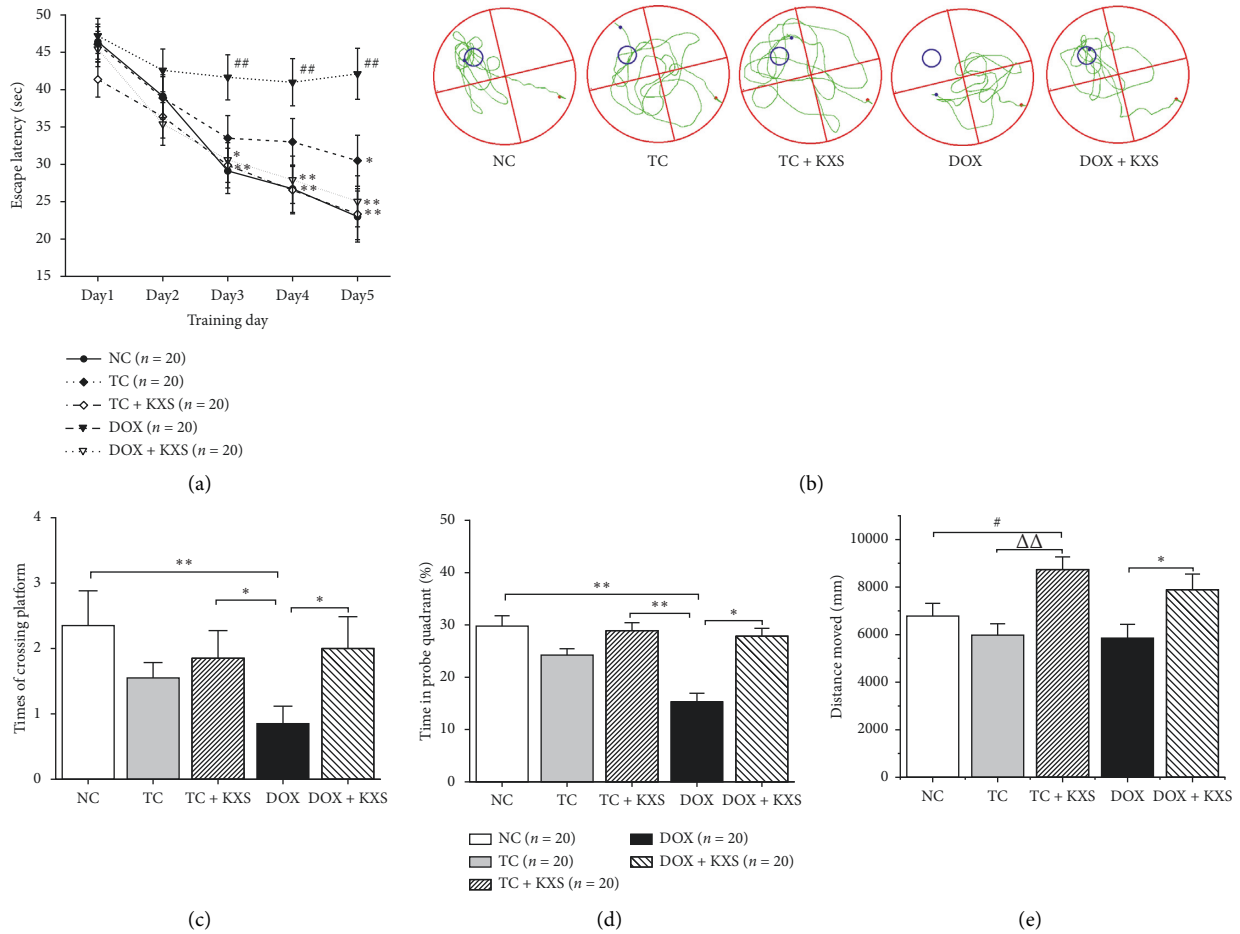 50
45
40
35
30
25
20
15
Escape latency (sec)
##
##
##
*
**
**
**
*
**
**
Day1 Day2 Day3 Day4 Day5
Training day
NC (n = 20)
TC (n = 20)
TC + KXS (n = 20)
DOX (n = 20)
DOX + KXS (n = 20)
(a)
NC TC TC + KXS DOX DOX + KXS
(b)
4
3
2
1
0
Times of crossing platform
**
*
*
NC TC TC + KXS DOX DOX + KXS
(c)
50
40
30
20
10
0
Time in probe quadrant (%)
**
**
*
NC TC TC + KXS DOX DOX + KXS
NC (n = 20)
TC (n = 20)
TC + KXS (n = 20)
DOX (n = 20)
DOX + KXS (n = 20)
(d)
10000
8000
6000
4000
2000
0
Distance moved (mm)
#
ΔΔ
*
NC TC TC + KXS DOX DOX + KXS
(e)